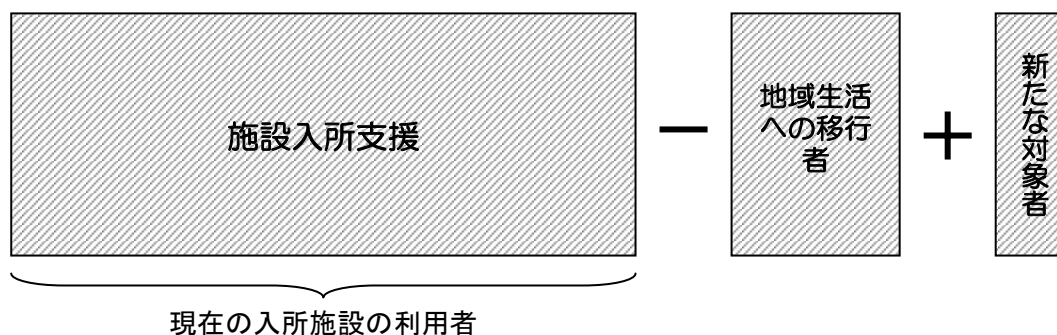 施設入所支援
ー
地域生活
への移行
者
＋
新たな対象者
現在の入所施設の利用者